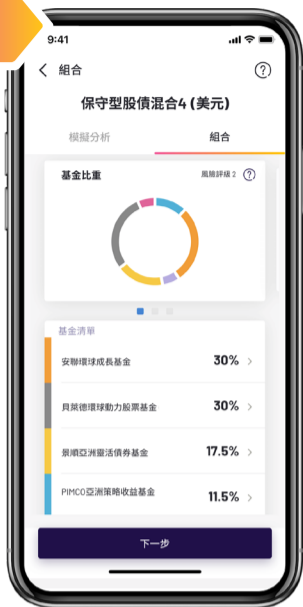 9:41
組合
保守型股債混合4 (美元)
模擬分析
組合
基金比重
風險評級 2
基金清單
安聯環球成長基金
30%
貝萊德環球動力股票基金
30%
景順亞洲靈活債券基金
17.5%
PIMCO亞洲策略收益基金
11.5%
下一步